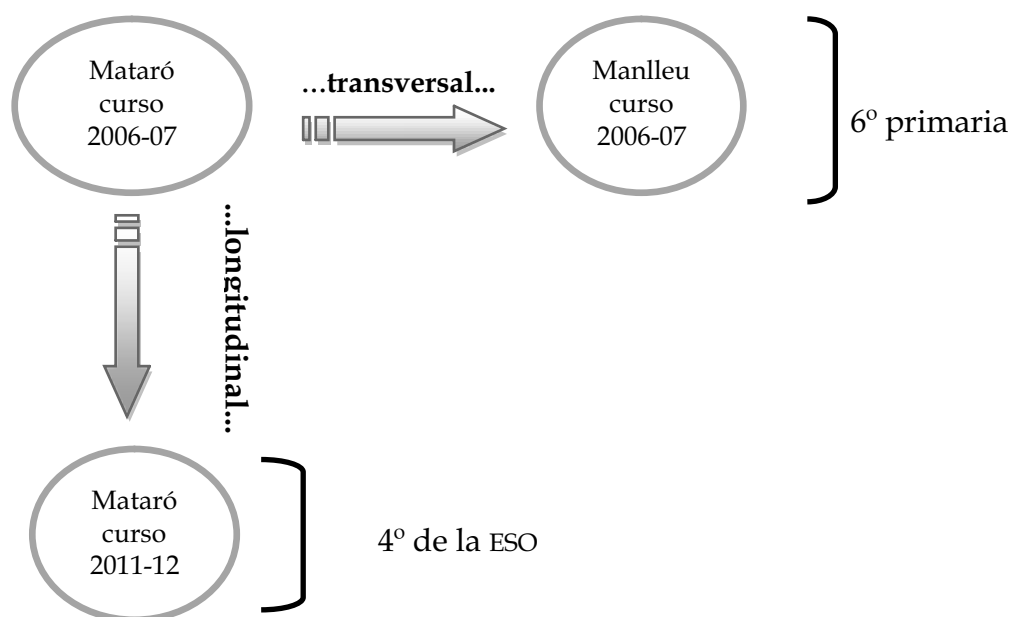 Mataró
curso
2006-07
...transversal...
Manlleu
curso
2006-07
6º primaria
...longitudinal...
Mataró
curso
2011-12
4º de la ESO